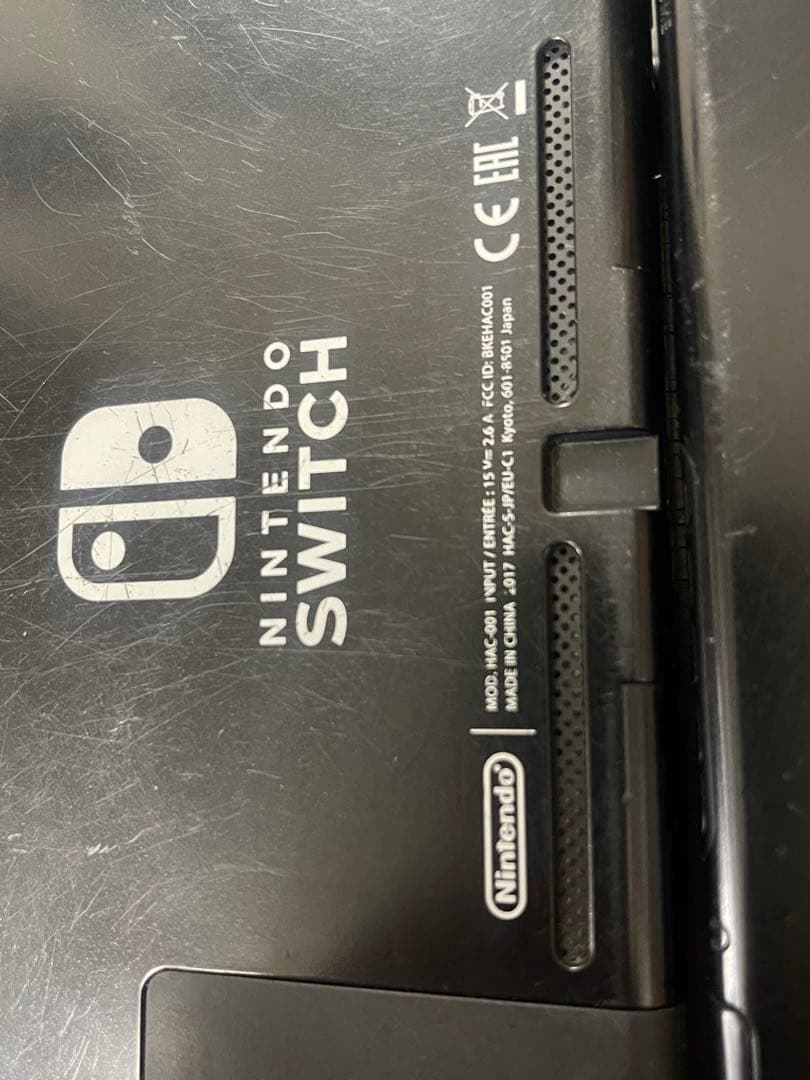 NINTENDO
SWITCH
Nintendo®
MOD. HAC-001 INPUT / ENTRÉE : 15 V⎓ 2.6 A FCC ID: BKEHAC001
MADE IN CHINA 2017 HAC-S-JP/EU-C1 Kyoto, 601-8501 Japan
CE EAC